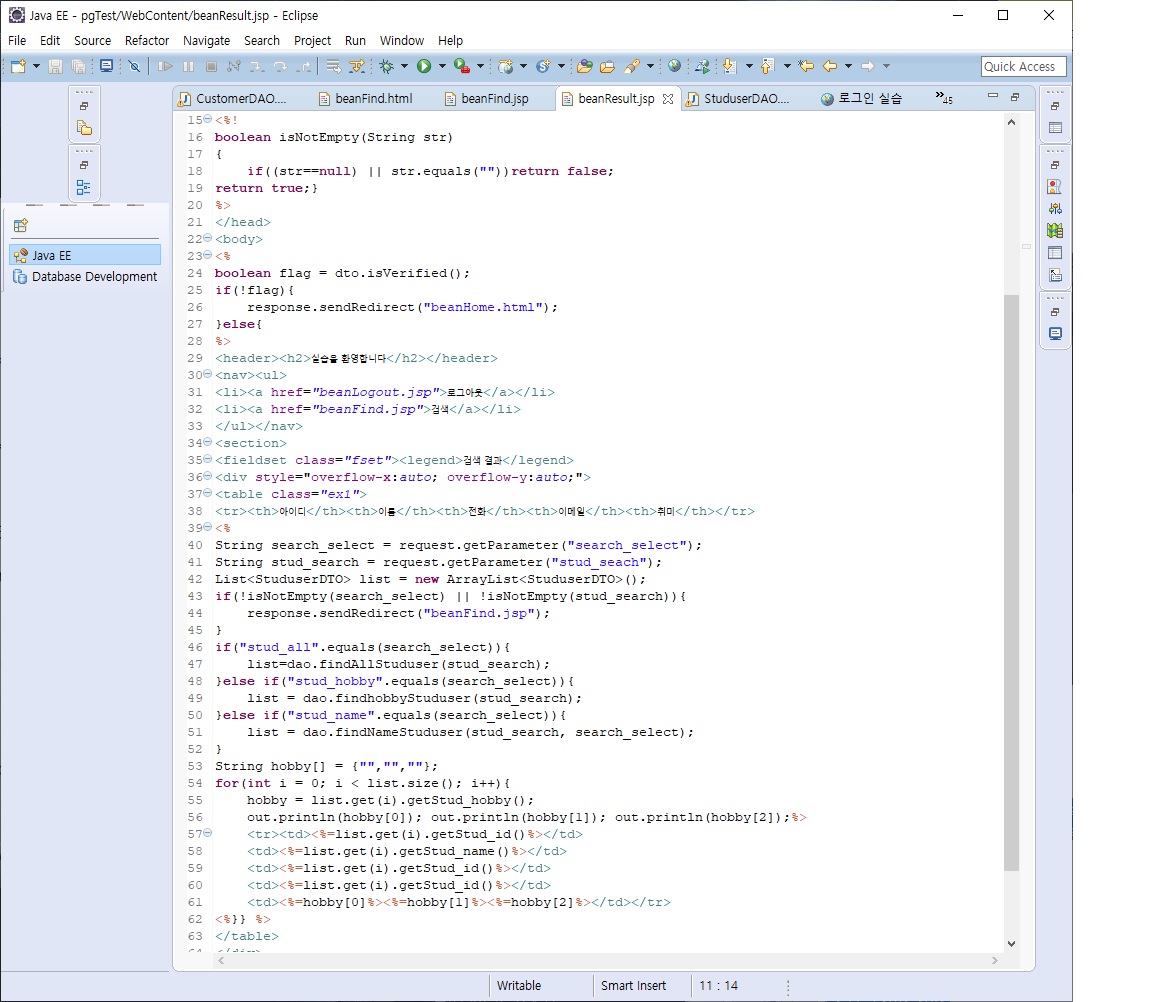 Java EE - pgTest/WebContent/beanResult.jsp - Eclipse
File Edit Source Refactor Navigate Search Project Run Window Help
Quick Access
CustomerDAO.... beanFind.html beanFind.jsp beanResult.jsp StuduserDAO.... 로그인 실습 »45
Java EE
Database Development
15 <%!
16 boolean isNotEmpty(String str)
17 {
18 if((str==null) || str.equals(""))return false;
19 return true;}
20 %>
21 </head>
22 <body>
23 <%
24 boolean flag = dto.isVerified();
25 if(!flag){
26 response.sendRedirect("beanHome.html");
27 }else{
28 %>
29 <header><h2>실습을 환영합니다</h2></header>
30 <nav><ul>
31 <li><a href="beanLogout.jsp">로그아웃</a></li>
32 <li><a href="beanFind.jsp">검색</a></li>
33 </ul></nav>
34 <section>
35 <fieldset class="fset"><legend>검색 결과</legend>
36 <div style="overflow-x:auto; overflow-y:auto;">
37 <table class="ex1">
38 <tr><th>아이디</th><th>이름</th><th>전화</th><th>이메일</th><th>취미</th></tr>
39 <%
40 String search_select = request.getParameter("search_select");
41 String stud_search = request.getParameter("stud_seach");
42 List<StuduserDTO> list = new ArrayList<StuduserDTO>();
43 if(!isNotEmpty(search_select) || !isNotEmpty(stud_search)){
44 response.sendRedirect("beanFind.jsp");
45 }
46 if("stud_all".equals(search_select)){
47 list=dao.findAllStuduser(stud_search);
48 }else if("stud_hobby".equals(search_select)){
49 list = dao.findhobbyStuduser(stud_search);
50 }else if("stud_name".equals(search_select)){
51 list = dao.findNameStuduser(stud_search, search_select);
52 }
53 String hobby[] = {"","",""};
54 for(int i = 0; i < list.size(); i++){
55 hobby = list.get(i).getStud_hobby();
56 out.println(hobby[0]); out.println(hobby[1]); out.println(hobby[2]);%>
57 <tr><td><%=list.get(i).getStud_id()%></td>
58 <td><%=list.get(i).getStud_name()%></td>
59 <td><%=list.get(i).getStud_id()%></td>
60 <td><%=list.get(i).getStud_id()%></td>
61 <td><%=hobby[0]%><%=hobby[1]%><%=hobby[2]%></td></tr>
62 <%}} %>
63 </table>
Writable Smart Insert 11 : 14